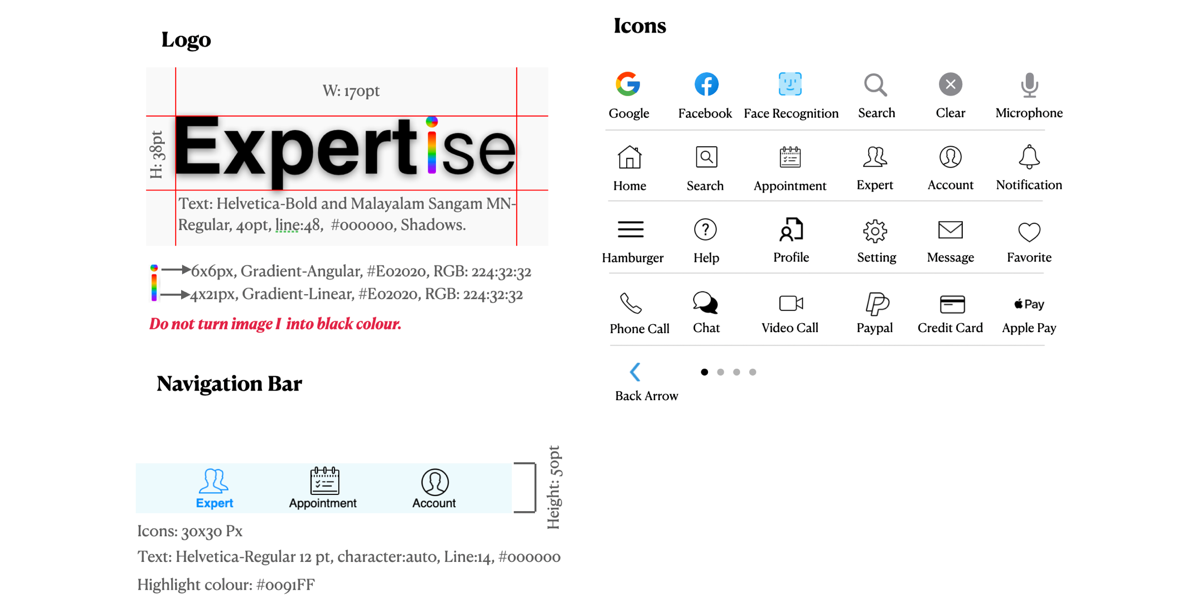 Logo
W: 170pt
H: 38pt
Expertise
Text: Helvetica-Bold and Malayalam Sangam MN-
Regular, 40pt, line:48, #000000, Shadows.
i
6x6px, Gradient-Angular, #E02020, RGB: 224:32:32
4x21px, Gradient-Linear, #E02020, RGB: 224:32:32
Do not turn image I into black colour.
Navigation Bar
Expert
Appointment
Account
Height: 50pt
Icons: 30x30 Px
Text: Helvetica-Regular 12 pt, character:auto, Line:14, #000000
Highlight colour: #0091FF
Icons
Google
Facebook
Face Recognition
Search
Clear
Microphone
Home
Search
Appointment
Expert
Account
Notification
Hamburger
Help
Profile
Setting
Message
Favorite
Phone Call
Chat
Video Call
Paypal
Credit Card
Pay
Apple Pay
Back Arrow